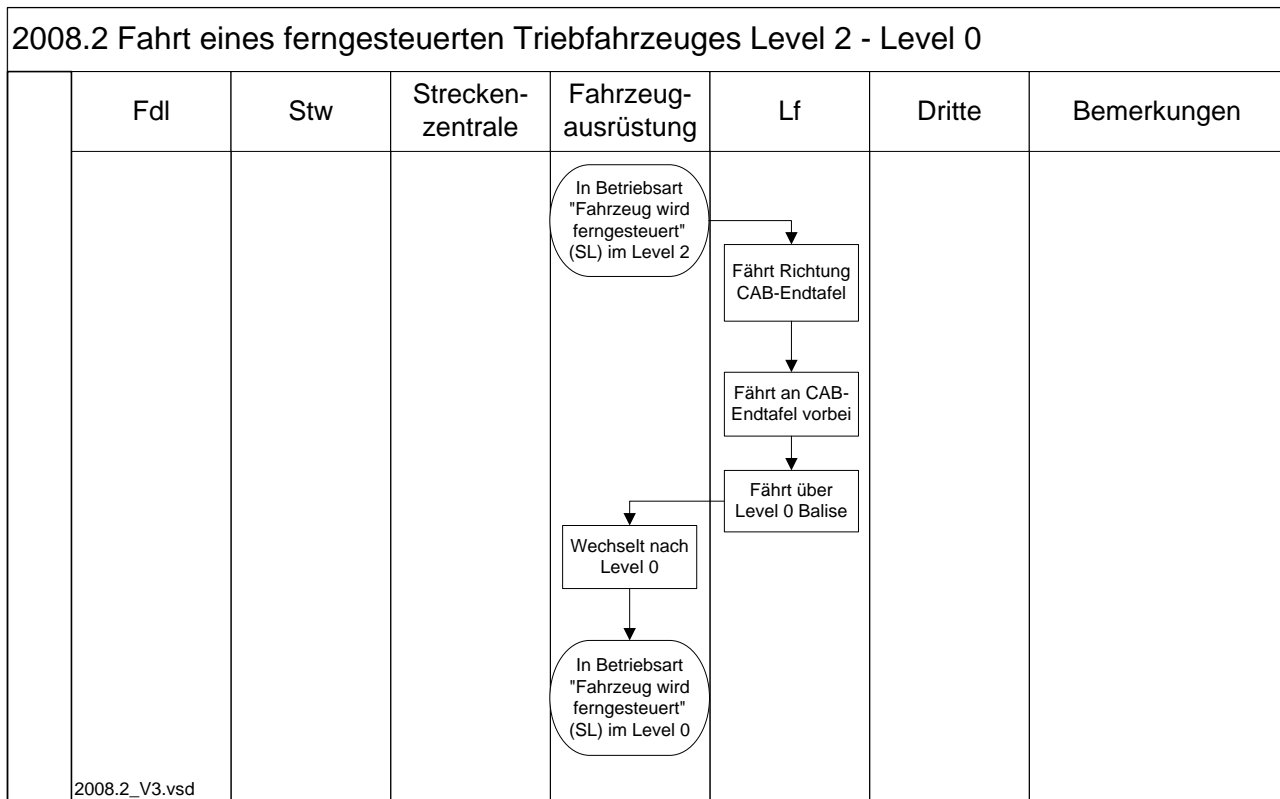 2008.2 Fahrt eines ferngesteuerten Triebfahrzeuges Level 2 - Level 0
Fdl
Stw
Strecken-
zentrale
Fahrzeug-
ausrüstung
Lf
Dritte
Bemerkungen
In Betriebsart
"Fahrzeug wird
ferngesteuert"
(SL) im Level 2
Fährt Richtung
CAB-Endtafel
Fährt an CAB-
Endtafel vorbei
Fährt über
Level 0 Balise
Wechselt nach
Level 0
In Betriebsart
"Fahrzeug wird
ferngesteuert"
(SL) im Level 0
2008.2_V3.vsd